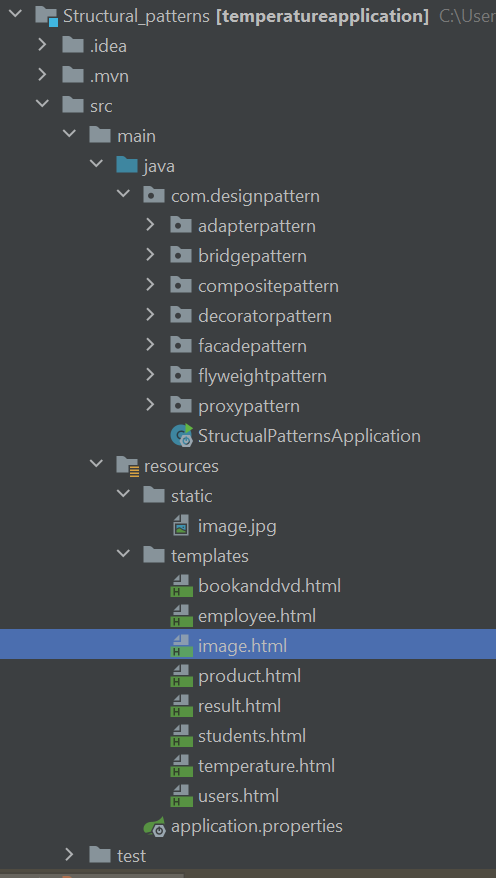 Structural_patterns [temperatureapplication] C:\User
.idea
.mvn
src
main
java
com.designpattern
adapterpattern
bridgepattern
compositepattern
decoratorpattern
facadepattern
flyweightpattern
proxypattern
StructualPatternsApplication
resources
static
image.jpg
templates
bookanddvd.html
employee.html
image.html
product.html
result.html
students.html
temperature.html
users.html
application.properties
test